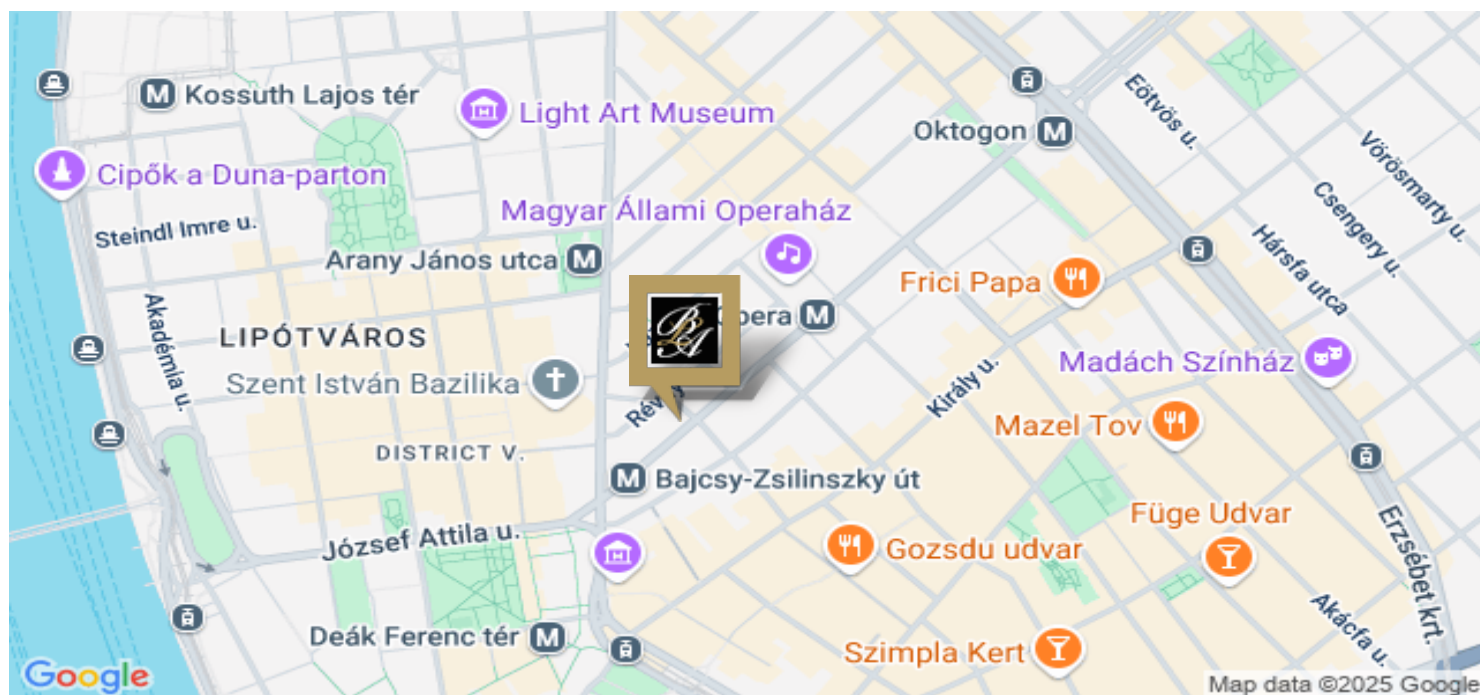 M Kossuth Lajos tér
Light Art Museum
Oktogon M
Eötvös u.
Vörösmarty u.
Cipők a Duna-parton
Csengery u.
Steindl Imre u.
Magyar Állami Operaház
Hársfa utca
Arany János utca M
Frici Papa
Opera M
Akadémia u.
LIPÓTVÁROS
BLA
Madách Színház
Szent István Bazilika
Király u.
Mazel Tov
DISTRICT V.
M Bajcsy-Zsilinszky út
Füge Udvar
József Attila u.
Gozsdu udvar
Erzsébet krt.
Deák Ferenc tér M
Szimpla Kert
Akácfa u.
Google
Map data ©2025 Google